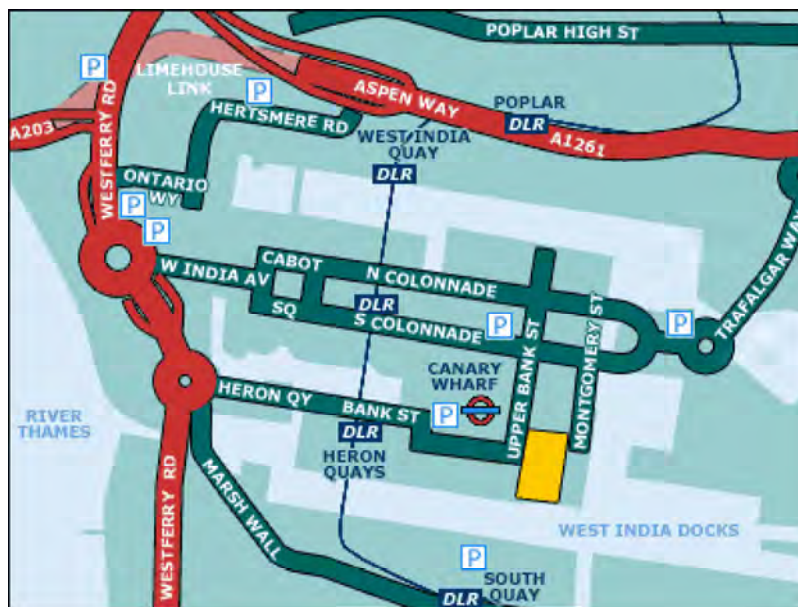 POPLAR HIGH ST
P
LIMEHOUSE
LINK
P
ASPEN WAY
POPLAR
DLR
A1261
WESTFERRY RD
A203
HERTSMERE RD
WEST INDIA
QUAY
DLR
ONTARIO
WY
P
P
TRAFALGAR WAY
W INDIA AV
CABOT
SQ
N COLONNADE
DLR
S COLONNADE
P
P
UPPER BANK ST
MONTGOMERY ST
CANARY
WHARF
P
HERON QY
BANK ST
DLR
HERON
QUAYS
RIVER
THAMES
WESTFERRY RD
MARSH WALL
WEST INDIA DOCKS
P
SOUTH
QUAY
DLR